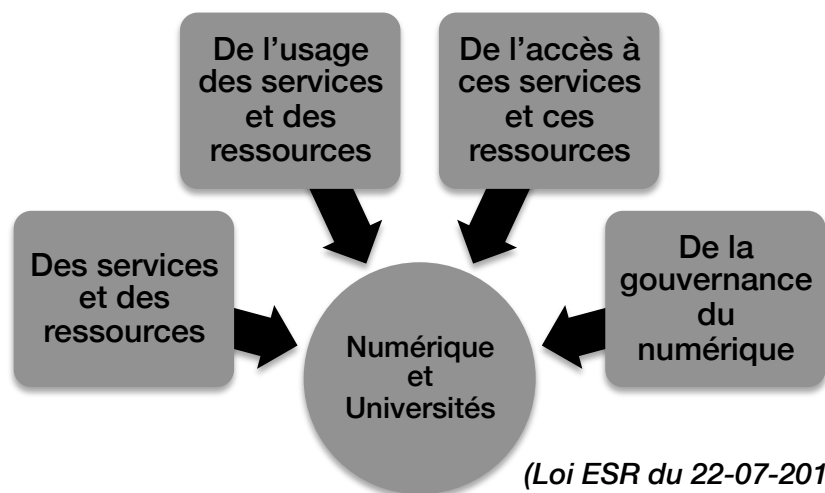 De l'usage
des services
et des
ressources
De l'accès à
ces services
et ces
ressources
Des services
et des
ressources
De la
gouvernance
du
numérique
Numérique
et
Universités
(Loi ESR du 22-07-201